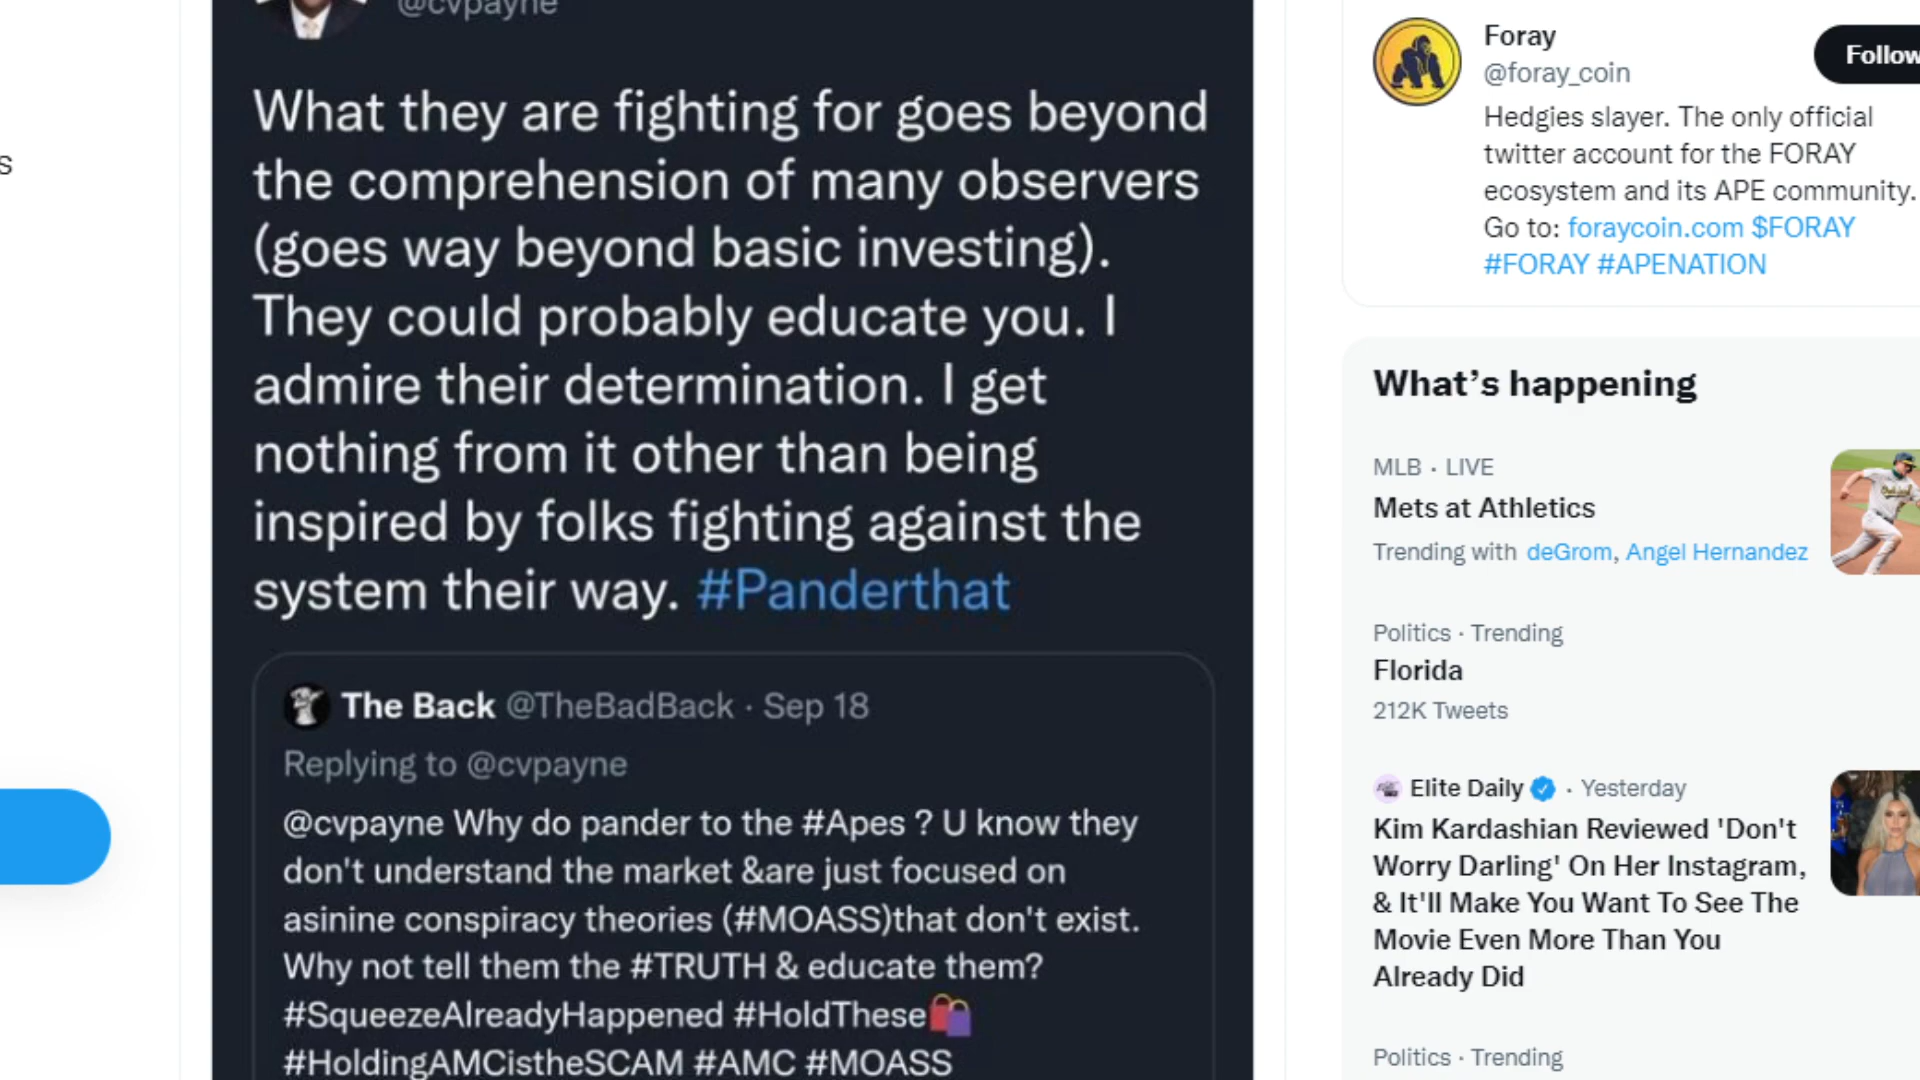 @cvpayne
What they are fighting for goes beyond
the comprehension of many observers
(goes way beyond basic investing).
They could probably educate you. I
admire their determination. I get
nothing from it other than being
inspired by folks fighting against the
system their way. #Panderthat
The Back @TheBadBack · Sep 18
Replying to @cvpayne
@cvpayne Why do pander to the #Apes ? U know they
don't understand the market &are just focused on
asinine conspiracy theories (#MOASS)that don't exist.
Why not tell them the #TRUTH & educate them?
#SqueezeAlreadyHappened #HoldThese🛍️
#HoldingAMCistheSCAM #AMC #MOASS
s
Foray
@foray_coin
Follow
Hedgies slayer. The only official
twitter account for the FORAY
ecosystem and its APE community.
Go to: foraycoin.com $FORAY
#FORAY #APENATION
What's happening
MLB · LIVE
Mets at Athletics
Trending with deGrom, Angel Hernandez
Politics · Trending
Florida
212K Tweets
Elite Daily · Yesterday
Kim Kardashian Reviewed 'Don't
Worry Darling' On Her Instagram,
& It'll Make You Want To See The
Movie Even More Than You
Already Did
Politics · Trending